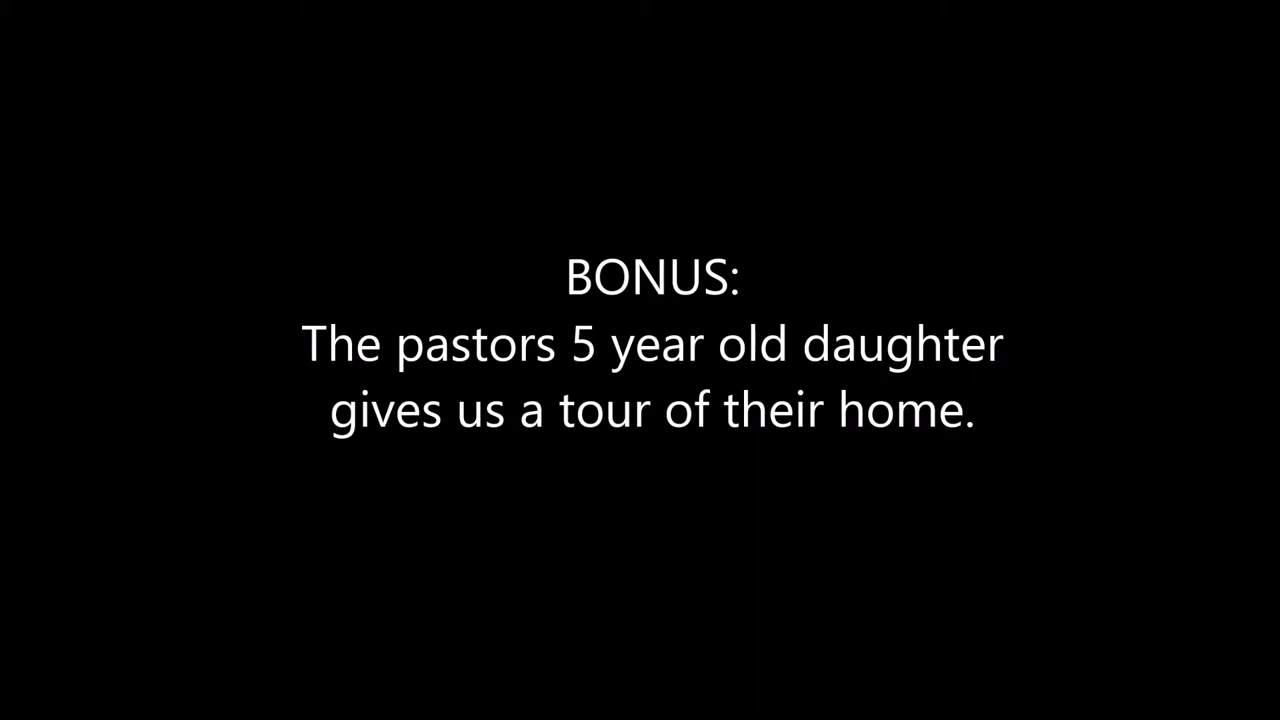 BONUS:
The pastors 5 year old daughter
gives us a tour of their home.